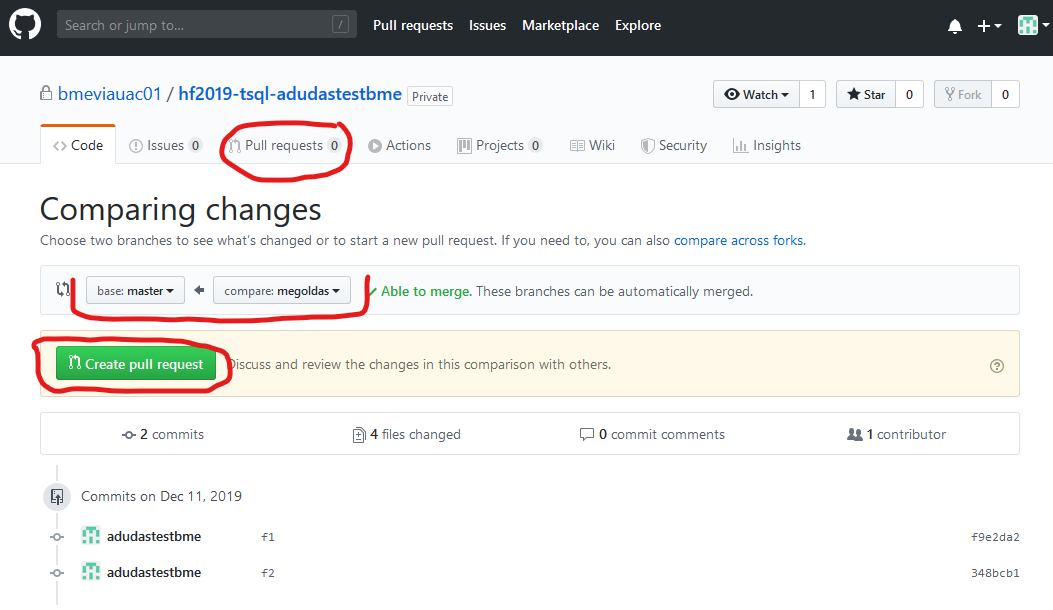 Search or jump to... / Pull requests Issues Marketplace Explore
bmeviauac01 / hf2019-tsql-adudastestbme Private Watch 1 Star 0 Fork 0
Code Issues 0 Pull requests 0 Actions Projects 0 Wiki Security Insights
Comparing changes
Choose two branches to see what's changed or to start a new pull request. If you need to, you can also compare across forks.
base: master compare: megoldas Able to merge. These branches can be automatically merged.
Create pull request Discuss and review the changes in this comparison with others.
2 commits 4 files changed 0 commit comments 1 contributor
Commits on Dec 11, 2019
adudastestbme f1 f9e2da2
adudastestbme f2 348bcb1